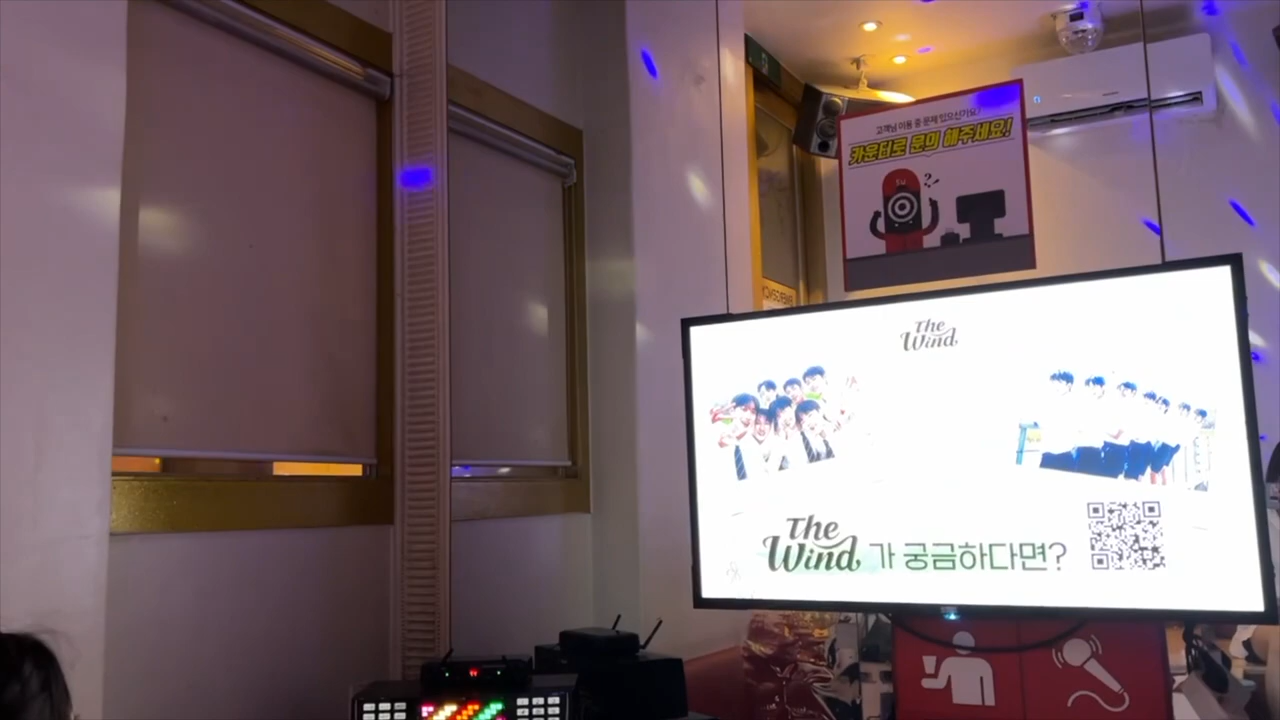 고객님 이용 중 문제 있으신가요?
카운터로 문의 해주세요!
SU
?!
The
Wind
The
Wind 가 궁금하다면?